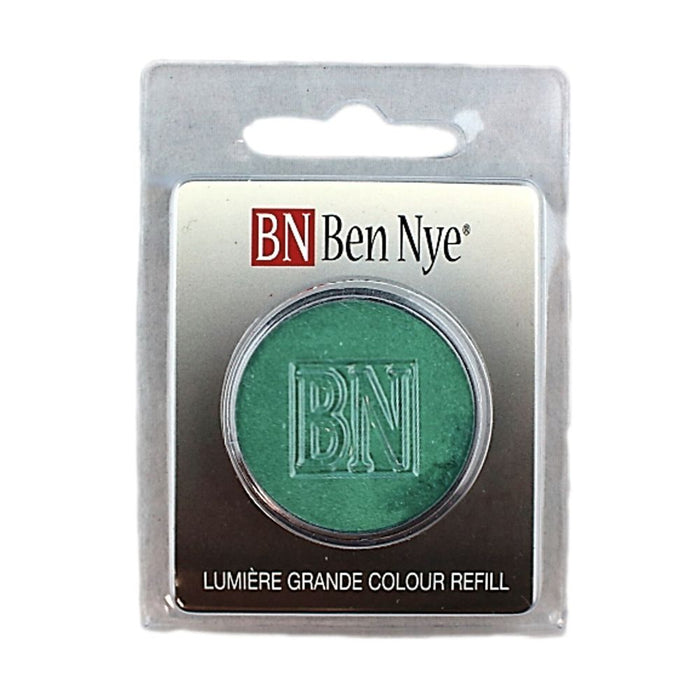 BN Ben Nye®
BN
LUMIÈRE GRANDE COLOUR REFILL